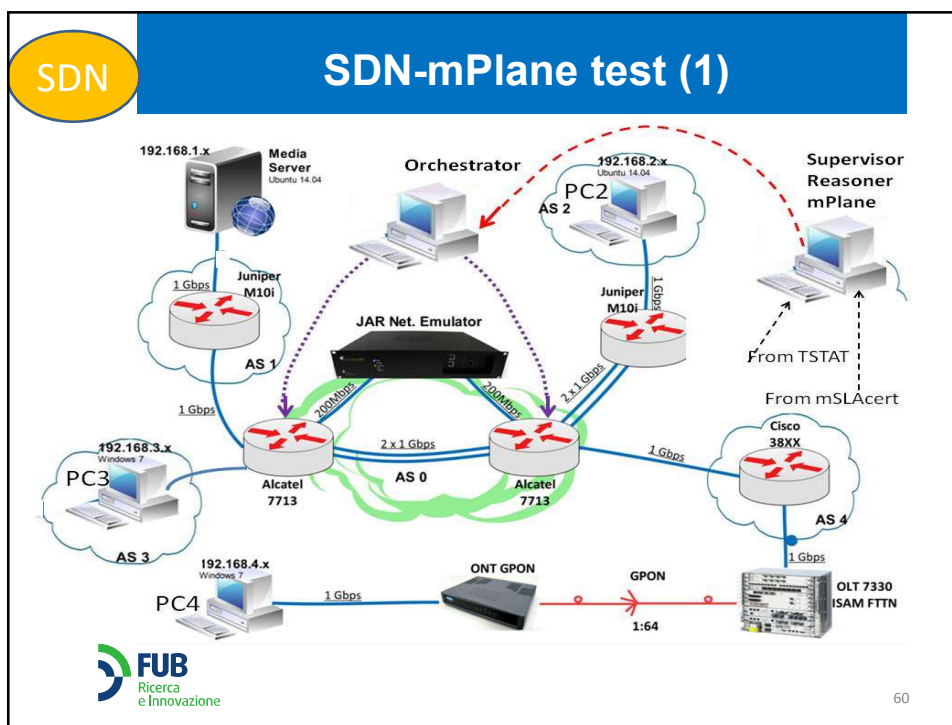 SDN
SDN-mPlane test (1)
192.168.1.x
Media
Server
Ubuntu 14.04
Orchestrator
192.168.2.x
Ubuntu 14.04
PC2
AS 2
Supervisor
Reasoner
mPlane
1 Gbps
Juniper
M10i
AS 1
JAR Net. Emulator
1 Gbps
Juniper
M10i
From TSTAT
From mSLAcert
1 Gbps
200Mbps
200Mbps
2 x 1 Gbps
192.168.3.x
Windows 7
PC3
AS 3
Alcatel
7713
2 x 1 Gbps
AS 0
Alcatel
7713
1 Gbps
Cisco
38XX
AS 4
1 Gbps
192.168.4.x
Windows 7
PC4
1 Gbps
ONT GPON
GPON
1:64
OLT 7330
ISAM FTTN
FUB
Ricerca
e Innovazione
60